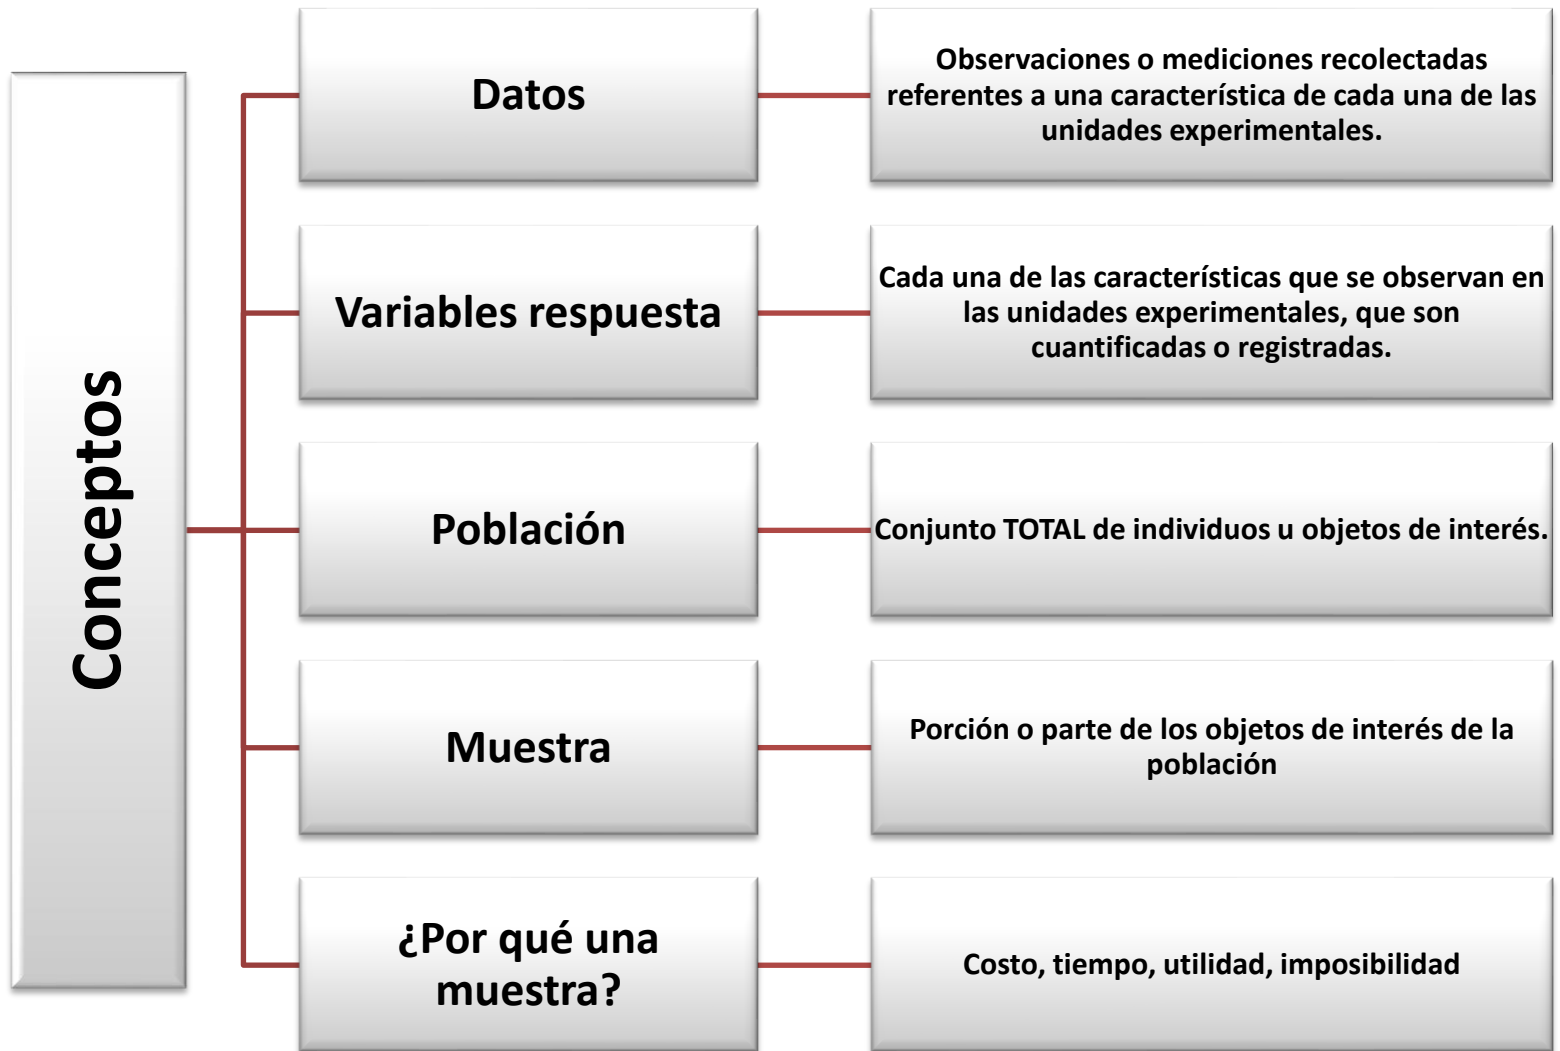 Conceptos
Datos
Observaciones o mediciones recolectadas
referentes a una característica de cada una de las
unidades experimentales.
Variables respuesta
Cada una de las características que se observan en
las unidades experimentales, que son
cuantificadas o registradas.
Población
Conjunto TOTAL de individuos u objetos de interés.
Muestra
Porción o parte de los objetos de interés de la
población
¿Por qué una
muestra?
Costo, tiempo, utilidad, imposibilidad